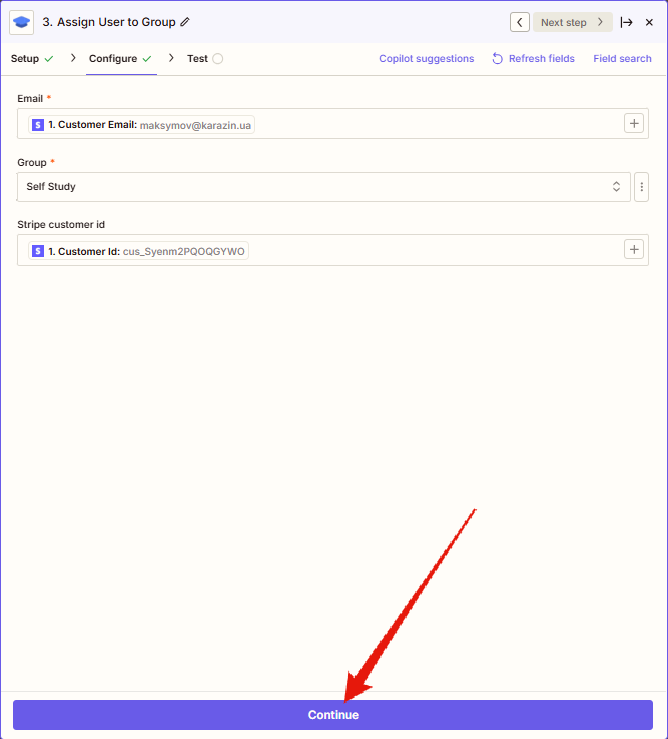 3. Assign User to Group
Next step
Setup
Configure
Test
Copilot suggestions
Refresh fields
Field search
Email *
1. Customer Email: maksymov@karazin.ua
Group *
Self Study
Stripe customer id
1. Customer Id: cus_Syenm2PQOQGYWO
Continue